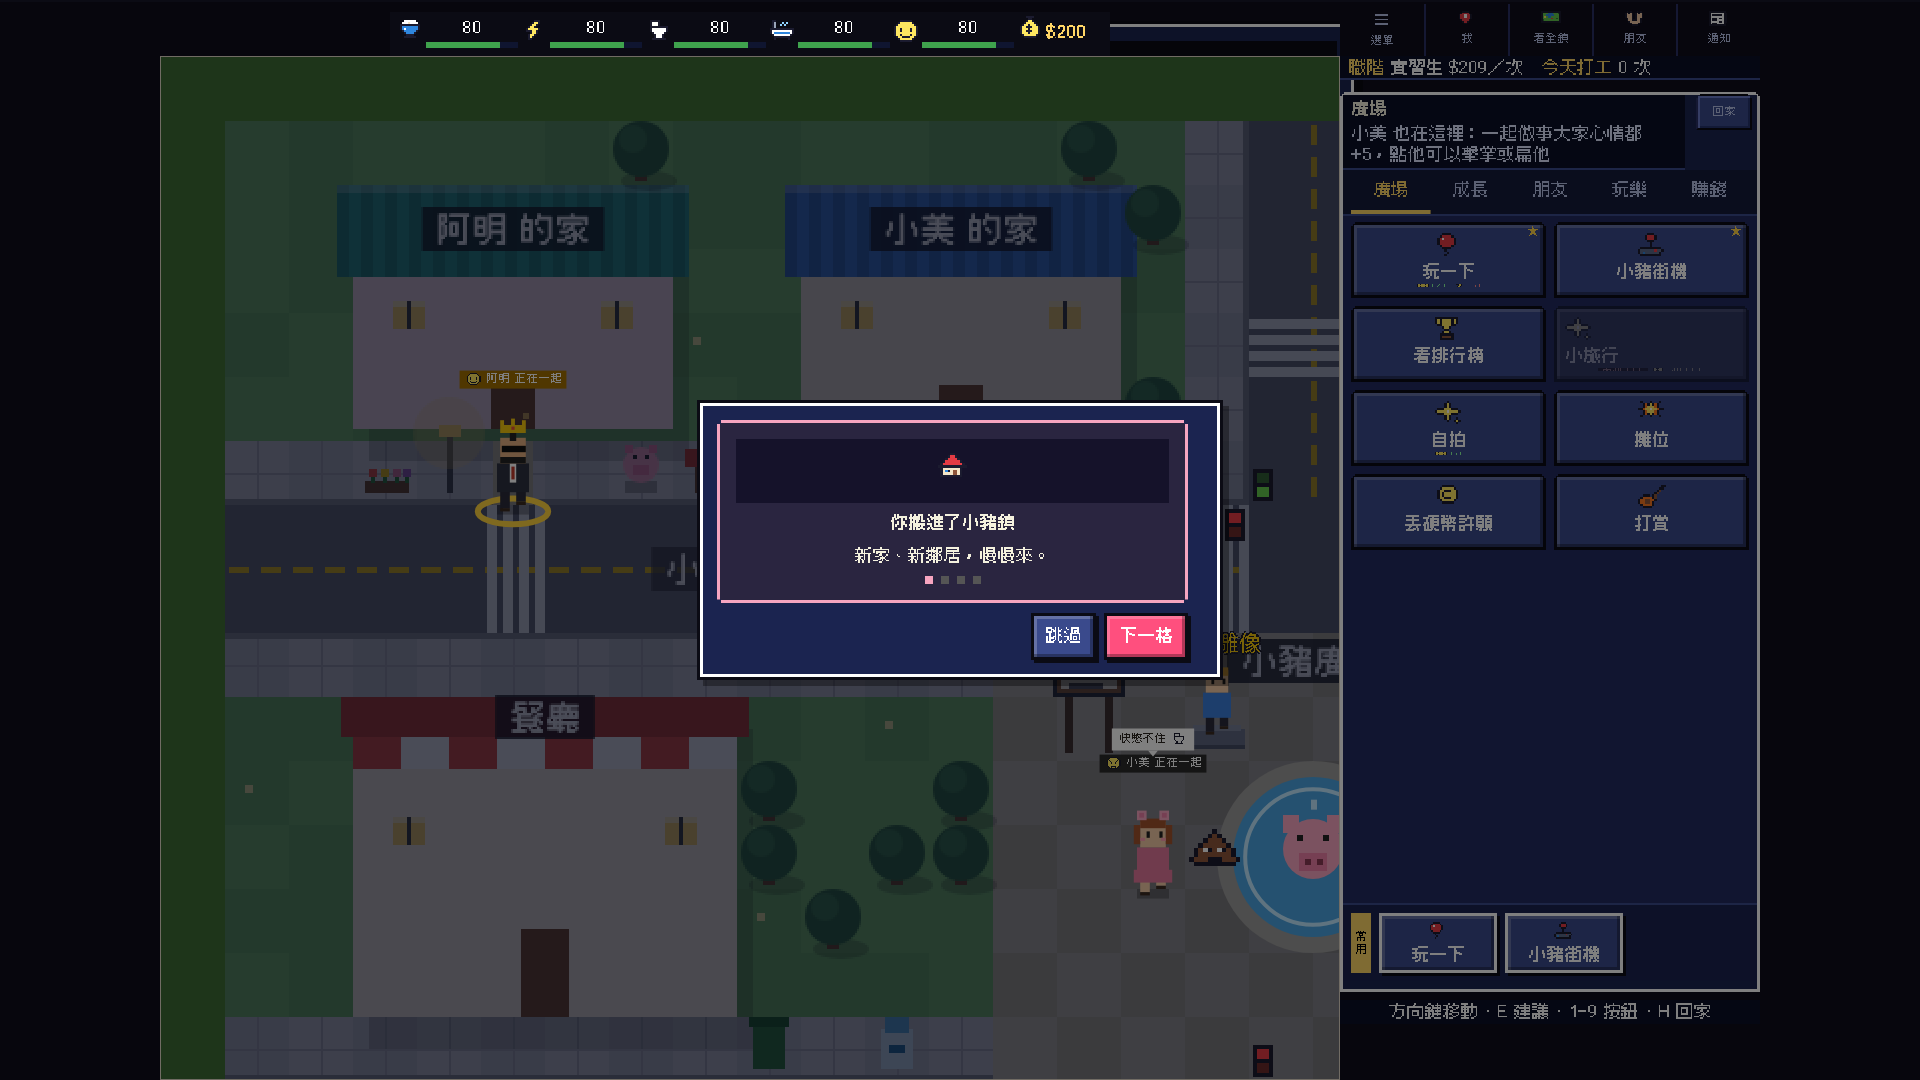 80
80
80
80
80
$200
選單
我
看全鎮
朋友
通知
職階 實習生 $209／次 今天打工 0 次
廣場
回家
小美 也在這裡：一起做事大家心情都
+5，點他可以擊掌或扁他
廣場
成長
朋友
玩樂
賺錢
玩一下
小豬街機
看排行榜
小旅行
自拍
攤位
丟硬幣許願
打賞
常用
玩一下
小豬街機
方向鍵移動 · E 建議 · 1-9 按鈕 · H 回家
阿明 的家
小美 的家
阿明 正在一起
你搬進了小豬鎮
新家、新鄰居，慢慢來。
跳過
下一格
小
雕像
小豬廣
餐廳
快憋不住
小美 正在一起